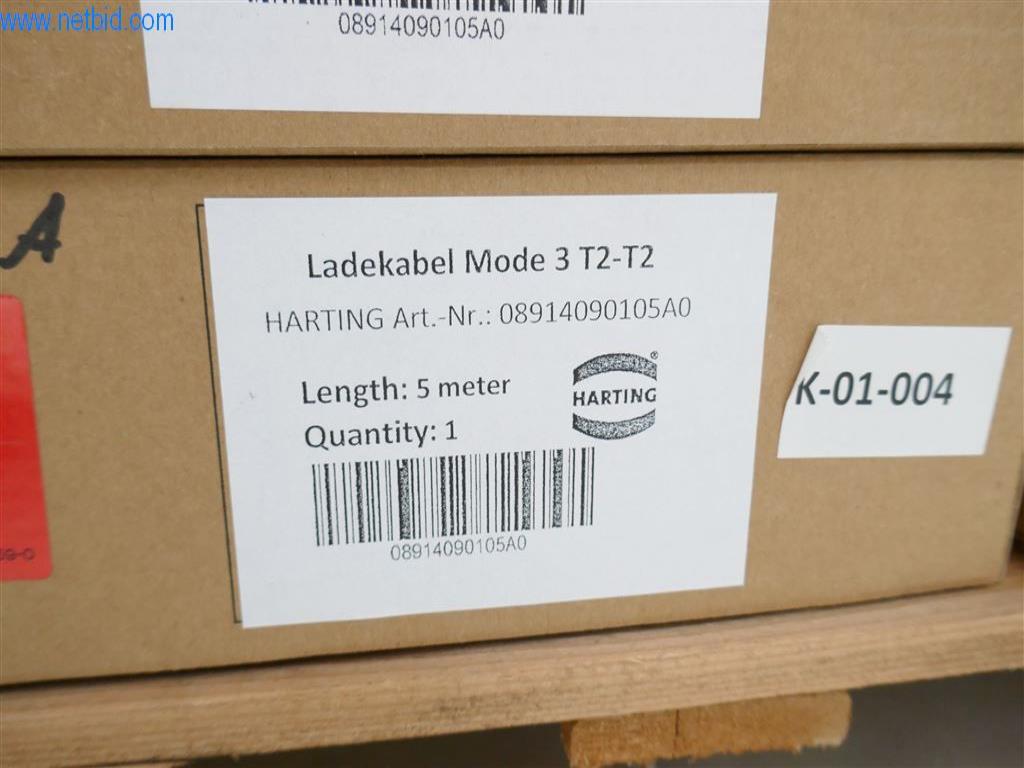 www.netbid.com
08914090105A0
A
Ladekabel Mode 3 T2-T2
HARTING Art.-Nr.: 08914090105A0
Length: 5 meter
HARTING
®
Quantity: 1
08914090105A0
K-01-004